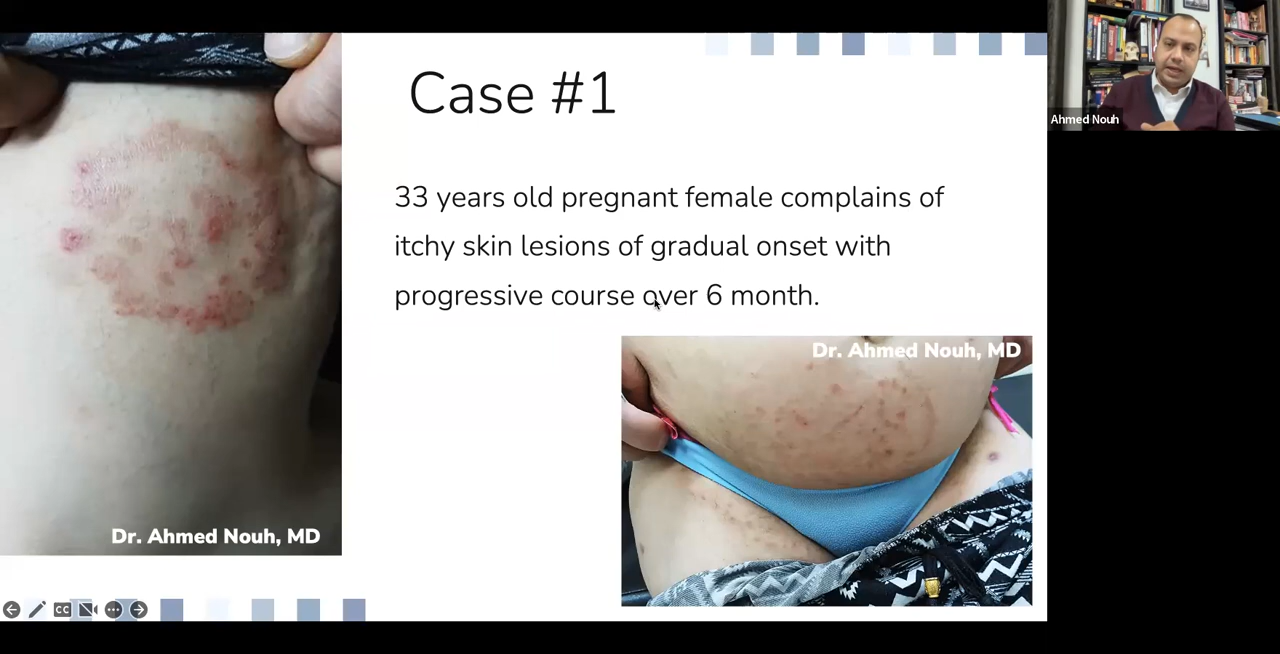 Case #1
Ahmed Nouh
33 years old pregnant female complains of
itchy skin lesions of gradual onset with
progressive course over 6 month.
Dr. Ahmed Nouh, MD
Dr. Ahmed Nouh, MD
CC